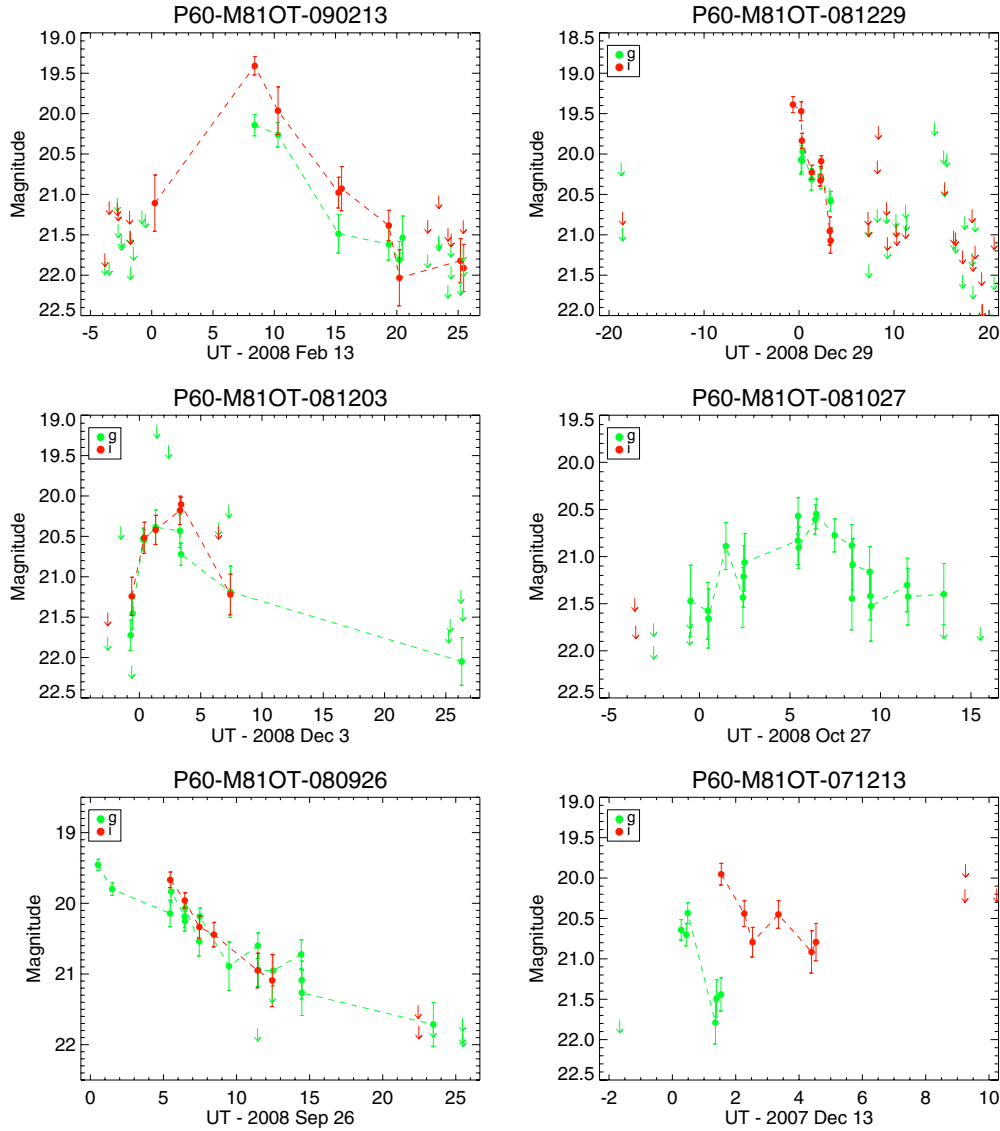 P60-M81OT-090213
19.0
19.5
20.0
20.5
21.0
21.5
22.0
22.5
Magnitude
-5
0
5
10
15
20
25
UT - 2008 Feb 13
P60-M81OT-081229
g
i
18.5
19.0
19.5
20.0
20.5
21.0
21.5
22.0
Magnitude
-20
-10
0
10
20
UT - 2008 Dec 29
P60-M81OT-081203
g
i
19.0
19.5
20.0
20.5
21.0
21.5
22.0
22.5
Magnitude
0
5
10
15
20
25
UT - 2008 Dec 3
P60-M81OT-081027
g
i
19.5
20.0
20.5
21.0
21.5
22.0
22.5
Magnitude
-5
0
5
10
15
UT - 2008 Oct 27
P60-M81OT-080926
g
i
19
20
21
22
Magnitude
0
5
10
15
20
25
UT - 2008 Sep 26
P60-M81OT-071213
g
i
19.0
19.5
20.0
20.5
21.0
21.5
22.0
22.5
Magnitude
-2
0
2
4
6
8
10
UT - 2007 Dec 13